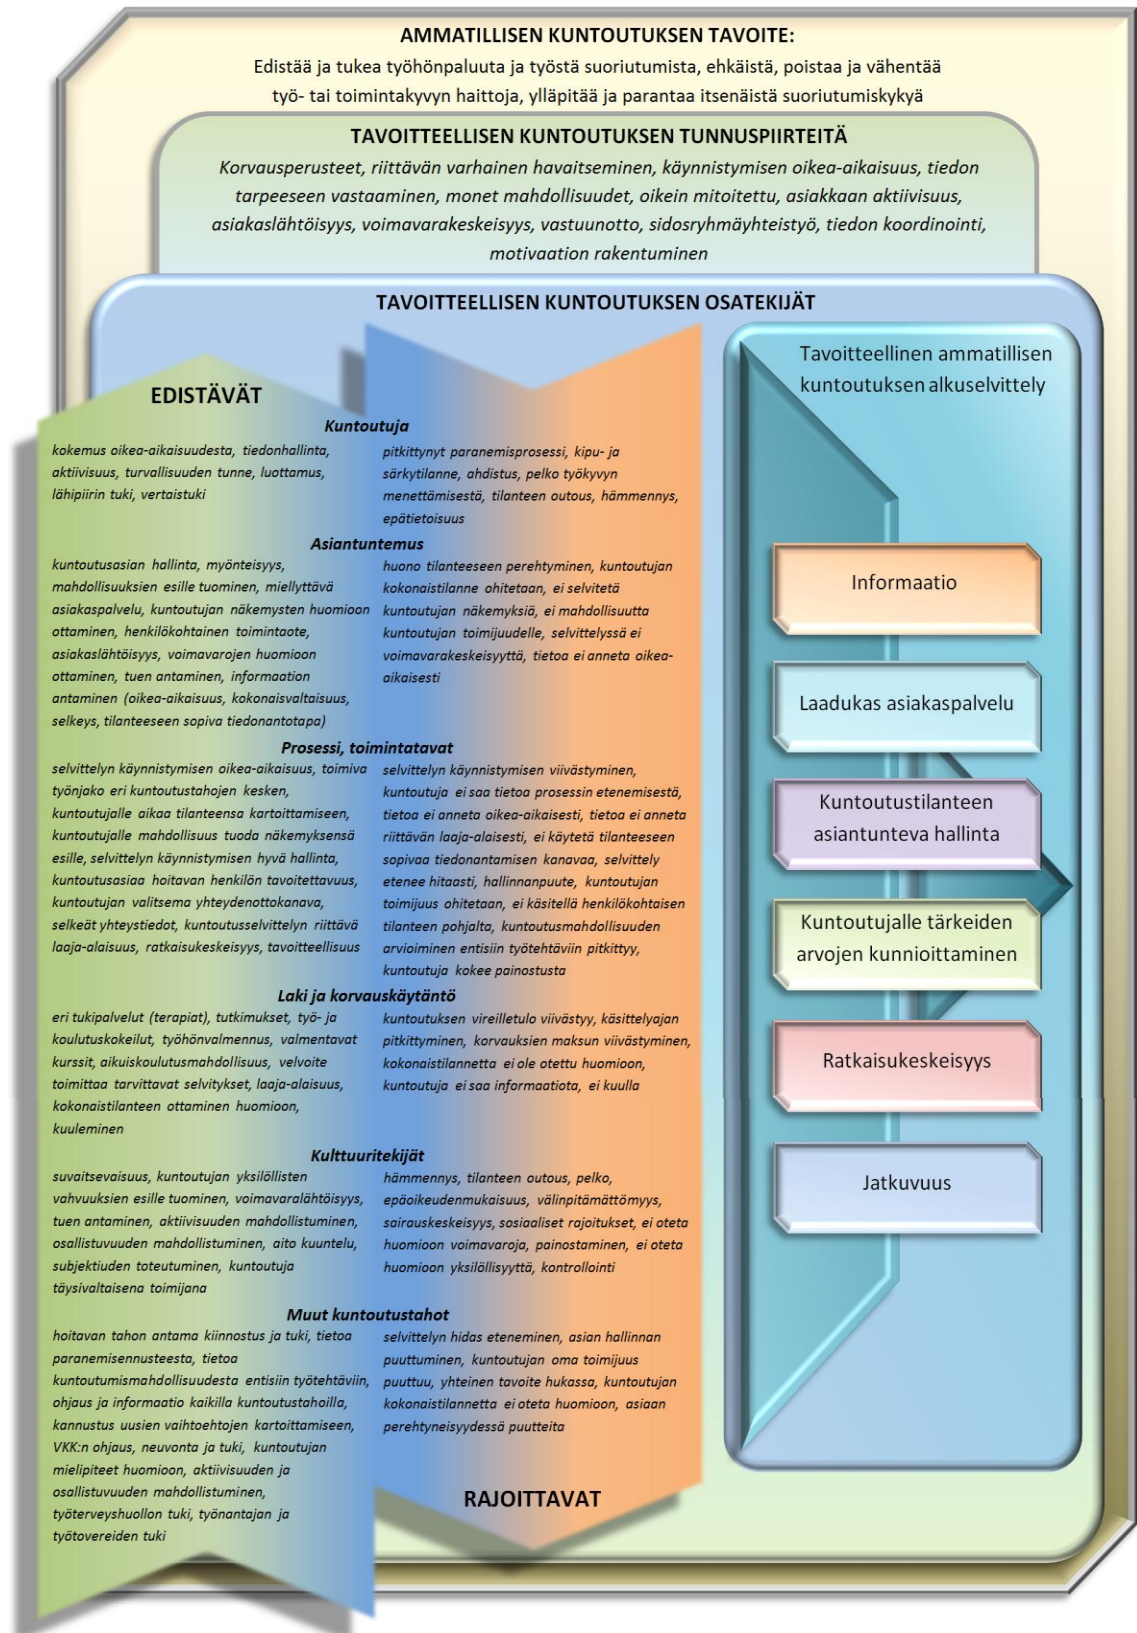 AMMATILLISEN KUNTOUTUKSEN TAVOITE:
Edistää ja tukea työhönpaluuta ja työstä suoriutumista, ehkäistä, poistaa ja vähentää
työ- tai toimintakyvyn haittoja, ylläpitää ja parantaa itsenäistä suoriutumiskykyä
TAVOITTEELLISEN KUNTOUTUKSEN TUNNUSPIIRTEITÄ
Korvausperusteet, riittävän varhainen havaitseminen, käynnistymisen oikea-aikaisuus, tiedon
tarpeeseen vastaaminen, monet mahdollisuudet, oikein mitoitettu, asiakkaan aktiivisuus,
asiakaslähtöisyys, voimavarakeskeisyys, vastuunotto, sidosryhmäyhteistyö, tiedon koordinointi,
motivaation rakentuminen
TAVOITTEELLISEN KUNTOUTUKSEN OSATEKIJÄT
EDISTÄVÄT
Kuntoutuja
kokemus oikea-aikaisuudesta, tiedonhallinta,
aktiivisuus, turvallisuuden tunne, luottamus,
lähipiirin tuki, vertaistuki
pitkittynyt paranemisprosessi, kipu- ja
särkytilanne, ahdistus, pelko työkyvyn
menettämisestä, tilanteen outous, hämmennys,
epätietoisuus
Asiantuntemus
kuntoutusasian hallinta, myönteisyys,
mahdollisuuksien esille tuominen, miellyttävä
asiakaspalvelu, kuntoutujan näkemysten huomioon
ottaminen, henkilökohtainen toimintaote,
asiakaslähtöisyys, voimavarojen huomioon
ottaminen, tuen antaminen, informaation
antaminen (oikea-aikaisuus, kokonaisvaltaisuus,
selkeys, tilanteeseen sopiva tiedonantotapa)
huono tilanteeseen perehtyminen, kuntoutujan
kokonaistilanne ohitetaan, ei selvitetä
kuntoutujan näkemyksiä, ei mahdollisuutta
kuntoutujan toimijuudelle, selvittelyssä ei
voimavarakeskeisyyttä, tietoa ei anneta oikea-
aikaisesti
Prosessi, toimintatavat
selvittelyn käynnistymisen oikea-aikaisuus, toimiva
työnjako eri kuntoutustahojen kesken,
kuntoutujalle aikaa tilanteensa kartoittamiseen,
kuntoutujalle mahdollisuus tuoda näkemyksensä
esille, selvittelyn käynnistymisen hyvä hallinta,
kuntoutusasiaa hoitavan henkilön tavoitettavuus,
kuntoutujan valitsema yhteydenottokanava,
selkeät yhteystiedot, kuntoutusselvittelyn riittävä
laaja-alaisuus, ratkaisukeskeisyys, tavoitteellisuus
selvittelyn käynnistymisen viivästyminen,
kuntoutuja ei saa tietoa prosessin etenemisestä,
tietoa ei anneta oikea-aikaisesti, tietoa ei anneta
riittävän laaja-alaisesti, ei käytetä tilanteeseen
sopivaa tiedonantamisen kanavaa, selvittely
etenee hitaasti, hallinnanpuute, kuntoutujan
toimijuus ohitetaan, ei käsitellä henkilökohtaisen
tilanteen pohjalta, kuntoutusmahdollisuuden
arvioiminen entisiin työtehtäviin pitkittyy,
kuntoutuja kokee painostusta
Laki ja korvauskäytäntö
eri tukipalvelut (terapiat), tutkimukset, työ- ja
koulutuskokeilut, työhönvalmennus, valmentavat
kurssit, aikuiskoulutusmahdollisuus, velvoite
toimittaa tarvittavat selvitykset, laaja-alaisuus,
kokonaistilanteen ottaminen huomioon,
kuuleminen
kuntoutuksen vireilletulo viivästyy, käsittelyajan
pitkittyminen, korvauksien maksun viivästyminen,
kokonaistilannetta ei ole otettu huomioon,
kuntoutuja ei saa informaatiota, ei kuulla
Kulttuuritekijät
suvaitsevaisuus, kuntoutujan yksilöllisten
vahvuuksien esille tuominen, voimavaralähtöisyys,
tuen antaminen, aktiivisuuden mahdollistuminen,
osallistuvuuden mahdollistuminen, aito kuuntelu,
subjektiuden toteutuminen, kuntoutuja
täysivaltaisena toimijana
hämmennys, tilanteen outous, pelko,
epäoikeudenmukaisuus, välinpitämättömyys,
sairauskeskeisyys, sosiaaliset rajoitukset, ei oteta
huomioon voimavaroja, painostaminen, ei oteta
huomioon yksilöllisyyttä, kontrollointi
Muut kuntoutustahot
hoitavan tahon antama kiinnostus ja tuki, tietoa
paranemisennusteesta, tietoa
kuntoutumismahdollisuudesta entisiin työtehtäviin,
ohjaus ja informaatio kaikilla kuntoutustahoilla,
kannustus uusien vaihtoehtojen kartoittamiseen,
VKK:n ohjaus, neuvonta ja tuki, kuntoutujan
mielipiteet huomioon, aktiivisuuden ja
osallistuvuuden mahdollistuminen,
työterveyshuollon tuki, työnantajan ja
työtovereiden tuki
selvittelyn hidas eteneminen, asian hallinnan
puuttuminen, kuntoutujan oma toimijuus
puuttuu, yhteinen tavoite hukassa, kuntoutujan
kokonaistilannetta ei oteta huomioon, asiaan
perehtyneisyydessä puutteita
RAJOITTAVAT
Tavoitteellinen ammatillisen
kuntoutuksen alkuselvittely
Informaatio
Laadukas asiakaspalvelu
Kuntoutustilanteen
asiantunteva hallinta
Kuntoutujalle tärkeiden
arvojen kunnioittaminen
Ratkaisukeskeisyys
Jatkuvuus